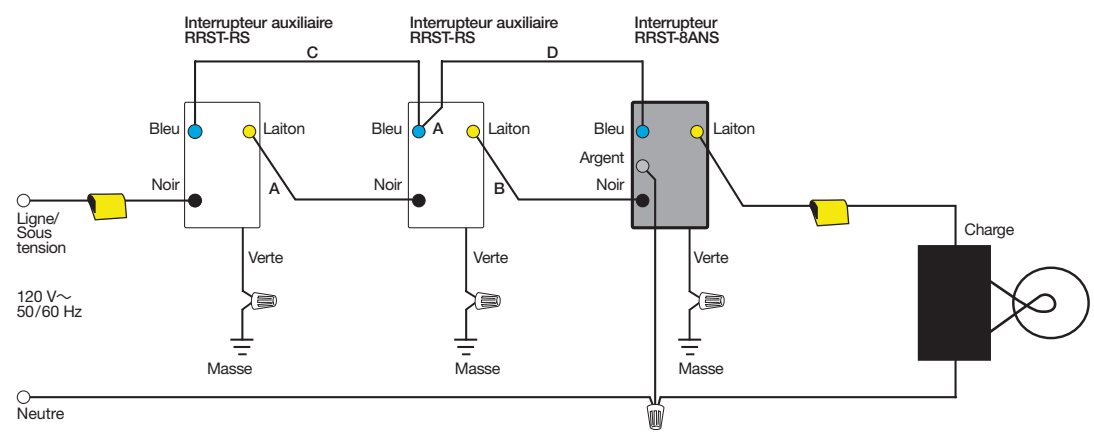 Interrupteur auxiliaire
RRST-RS
Interrupteur auxiliaire
RRST-RS
Interrupteur
RRST-8ANS
C
D
Bleu
Laiton
Bleu
A
Laiton
Bleu
Laiton
Argent
Noir
A
Noir
B
Noir
Ligne/
Sous
tension
Charge
Verte
Verte
Verte
120 V~
50/60 Hz
Masse
Masse
Masse
Neutre